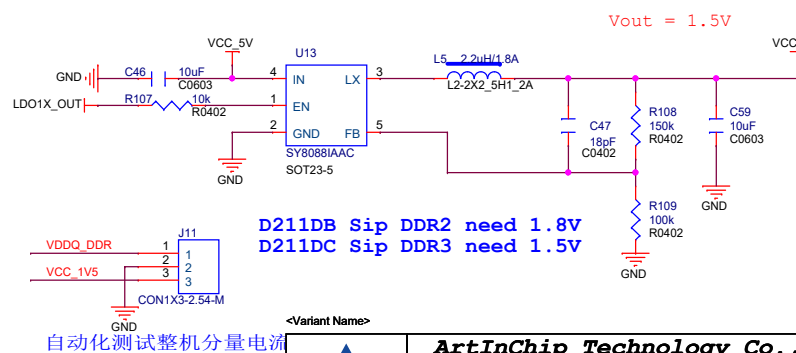 Vout = 1.5V
VCC_5V
VCC
U13
L5 2.2uH/1.8A
C46 10uF
GND
C0603
4 IN LX 3
L2-2X2_5H1_2A
LDO1X_OUT
R107 10k
R0402
1 EN
2 GND FB 5
SY8088IAAC
SOT23-5
GND
C47
18pF
C0402
R108
150k
R0402
C59
10uF
C0603
GND
R109
100k
R0402
GND
D211DB Sip DDR2 need 1.8V
D211DC Sip DDR3 need 1.5V
J11
VDDQ_DDR 1 1
2 2
VCC_1V5 3 3
CON1X3-2.54-M
GND
自动化测试整机分量电流
<Variant Name>
ArtInChip Technology Co.,